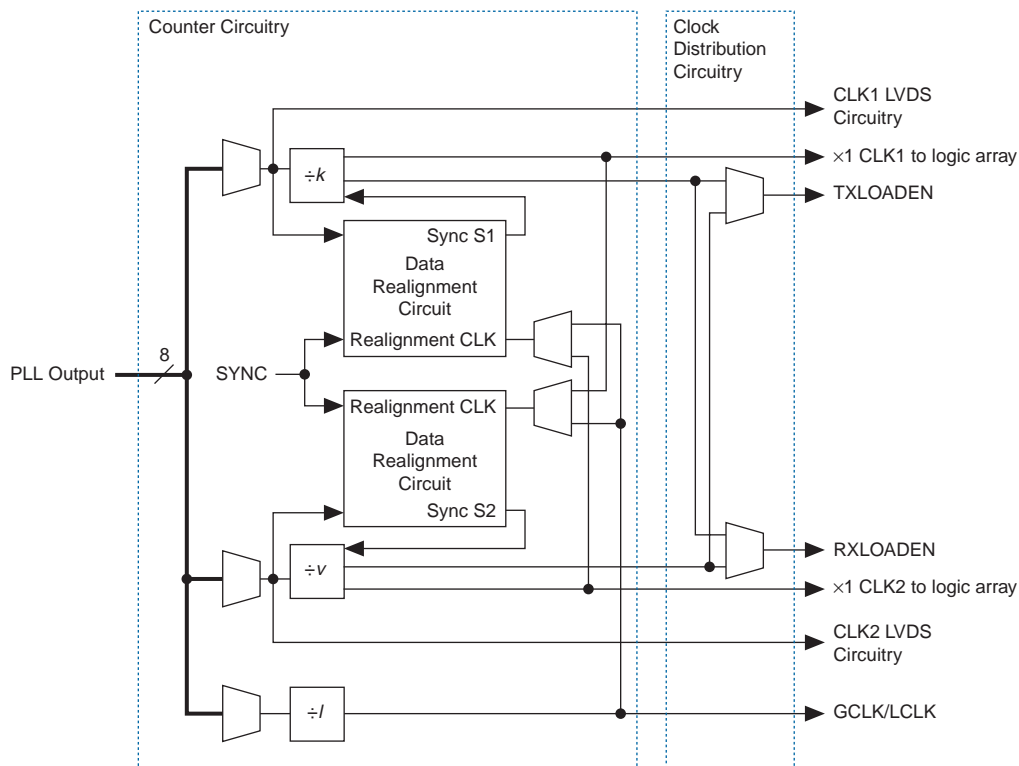 Counter Circuitry
Clock
Distribution
Circuitry
CLK1 LVDS
Circuitry
×1 CLK1 to logic array
TXLOADEN
÷k
Sync S1
Data
Realignment
Circuit
Realignment CLK
8
PLL Output
SYNC
Realignment CLK
Data
Realignment
Circuit
Sync S2
÷v
RXLOADEN
×1 CLK2 to logic array
CLK2 LVDS
Circuitry
÷l
GCLK/LCLK